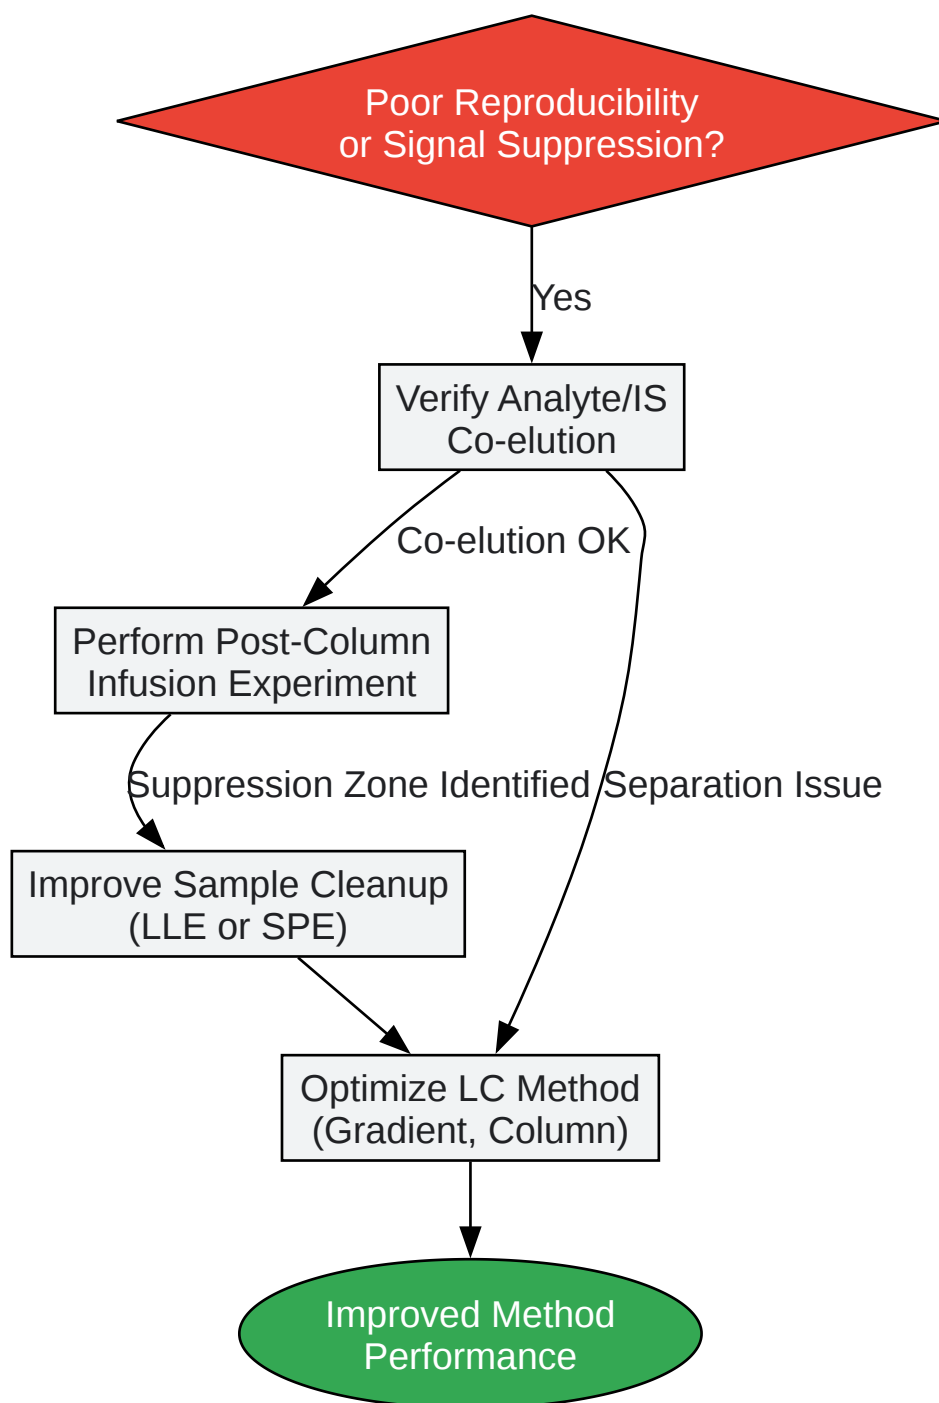 Poor Reproducibility
or Signal Suppression?
Yes
Verify Analyte/IS
Co-elution
Co-elution OK
Perform Post-Column
Infusion Experiment
Suppression Zone Identified
Separation Issue
Improve Sample Cleanup
(LLE or SPE)
Optimize LC Method
(Gradient, Column)
Improved Method
Performance